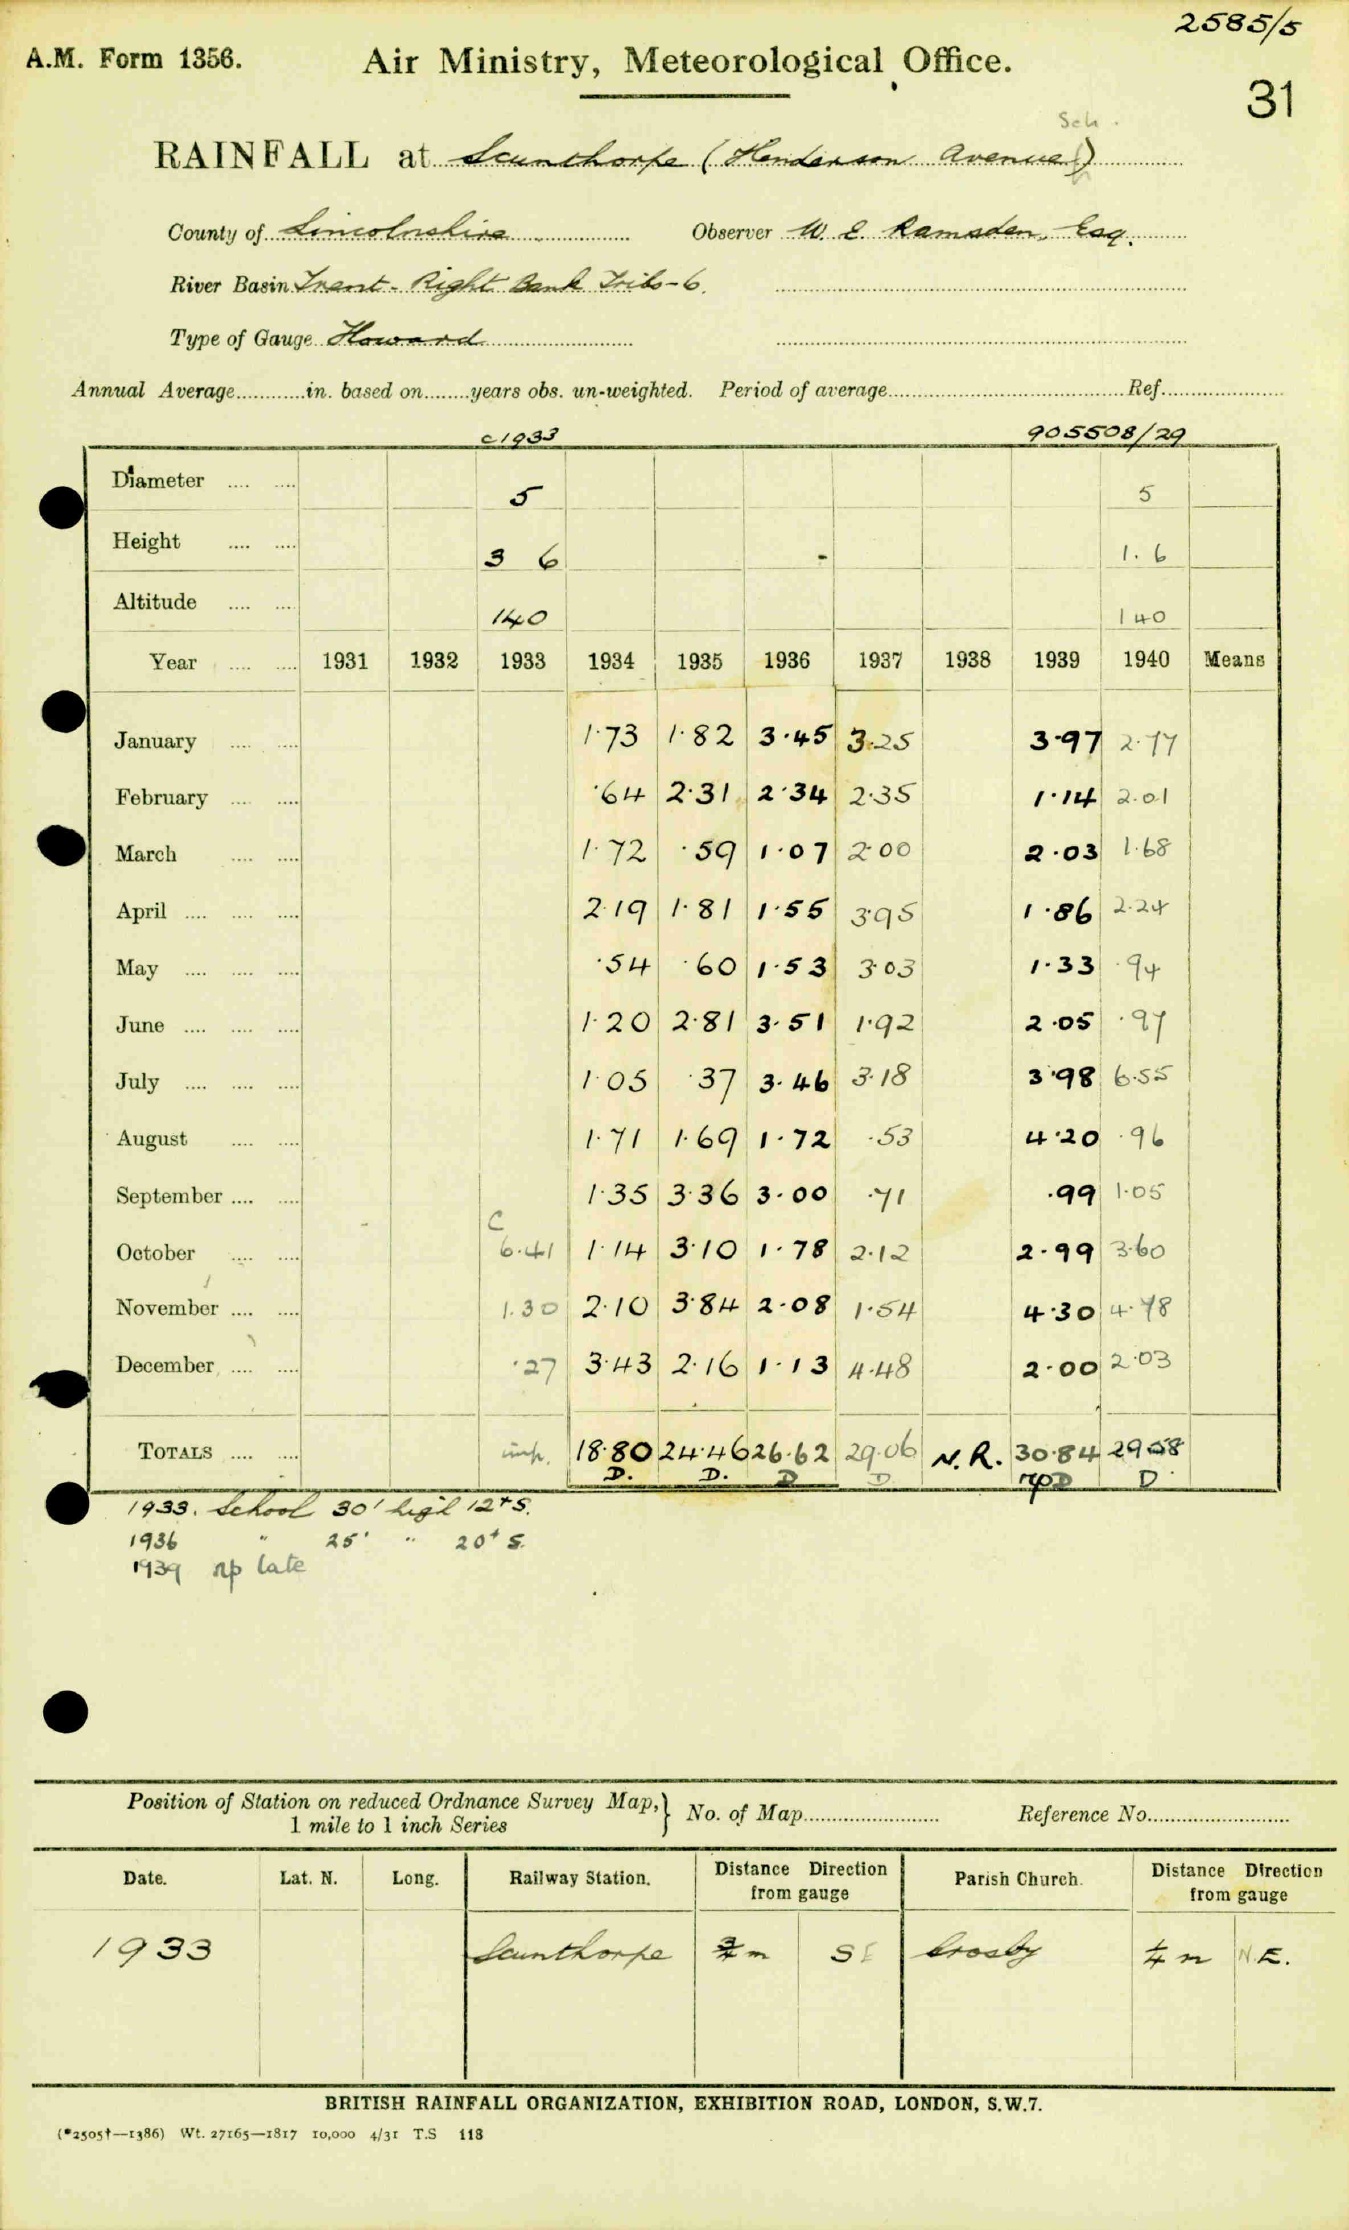 2585/5
A.M. Form 1356. Air Ministry, Meteorological Office.
31
Sch.
RAINFALL at Scunthorpe (Henderson Avenue)
County of Lincolnshire Observer W. E. Ramsden, Esq.
River Basin Trent - Right Bank Tribs - 6.
Type of Gauge Howard
Annual Average............in. based on........years obs. un-weighted. Period of average........................Ref.....................
c1933 905508/29
Diameter .... .... 5 5
Height .... .... 3 6 1. 6
Altitude .... .... 140 140
Year .... .... 1931 1932 1933 1934 1935 1936 1937 1938 1939 1940 Means
January .... .... 1·73 1·82 3·45 3·25 3·97 2·77
February .... .... ·64 2·31 2·34 2·35 1·14 2·01
March .... .... 1·72 ·59 1·07 2·00 2·03 1·68
April .... .... .... 2·19 1·81 1·55 3·95 1·86 2·24
May .... .... .... ·54 ·60 1·53 3·03 1·33 ·94
June .... .... .... 1·20 2·81 3·51 1·92 2·05 ·97
July .... .... .... 1·05 ·37 3·46 3·18 3·98 6·55
August .... .... 1·71 1·69 1·72 ·53 4·20 ·96
September .... .... 1·35 3·36 3·00 ·71 ·99 1·05
C
October .... .... 6·41 1·14 3·10 1·78 2·12 2·99 3·60
November .... .... 1·30 2·10 3·84 2·08 1·54 4·30 4·78
December .... .... ·27 3·43 2·16 1·13 4·48 2·00 2·03
TOTALS .... .... imp. 18·80 24·46 26·62 29·06 N.R. 30·84 29·58
D. D. D D rpD D
1933. School 30' high 12+ S.
1936 " 25' " 20+ S.
1939 rp late
Position of Station on reduced Ordnance Survey Map,} No. of Map........................ Reference No.........................
1 mile to 1 inch Series
Date. Lat. N. Long. Railway Station. Distance Direction from gauge Parish Church. Distance Direction from gauge
1933 Scunthorpe ¾ m SE Crosby ¼ m N.E.
BRITISH RAINFALL ORGANIZATION, EXHIBITION ROAD, LONDON, S.W.7.
(*2505†—1386) Wt. 27165—1817 10,000 4/31 T.S 118